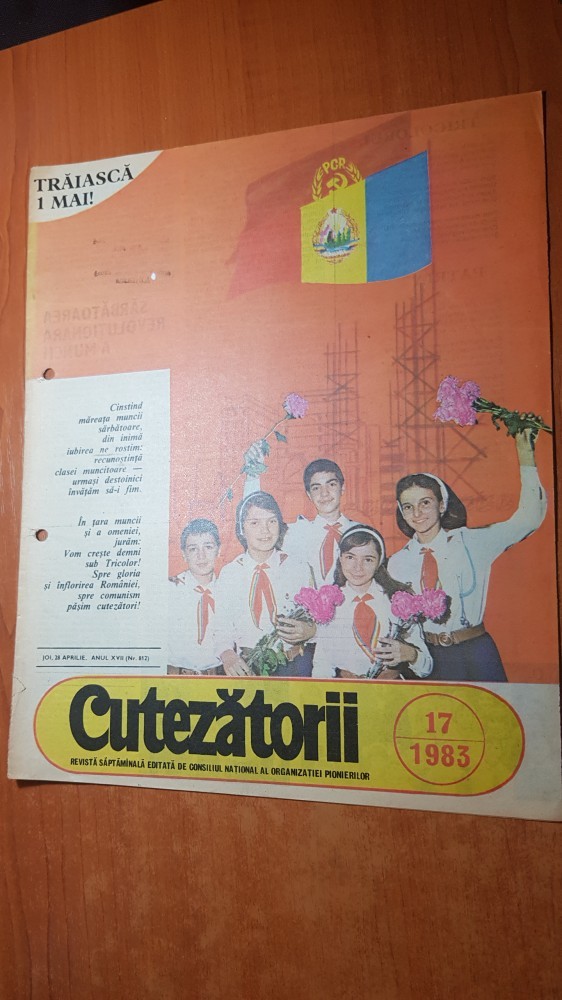 TRĂIASCĂ
1 MAI!
PCR
Cinstind
măreața muncii
sărbătoare,
din inimă
iubirea ne rostim:
recunoștință
clasei muncitoare —
urmași destoinici
învățăm să-i fim.
În țara muncii
și a omeniei,
jurăm:
Vom crește demni
sub Tricolor!
Spre gloria
și înflorirea României,
spre comunism
pășim cutezători!
JOI, 28 APRILIE. ANUL XVII (Nr. 812)
Cutezătorii
17
1983
REVISTĂ SĂPTĂMÎNALĂ EDITATĂ DE CONSILIUL NAȚIONAL AL ORGANIZAȚIEI PIONIERILOR
SĂRBĂTOAREA
REVOLUȚIONARĂ
A MUNCII